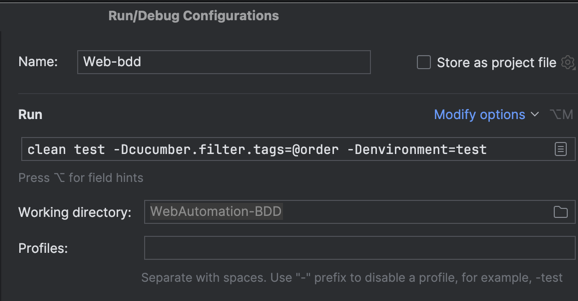 Run/Debug Configurations
Name: Web-bdd Store as project file
Run Modify options ⌥M
clean test -Dcucumber.filter.tags=@order -Denvironment=test
Press ⌥ for field hints
Working directory: WebAutomation-BDD
Profiles:
Separate with spaces. Use "-" prefix to disable a profile, for example, -test